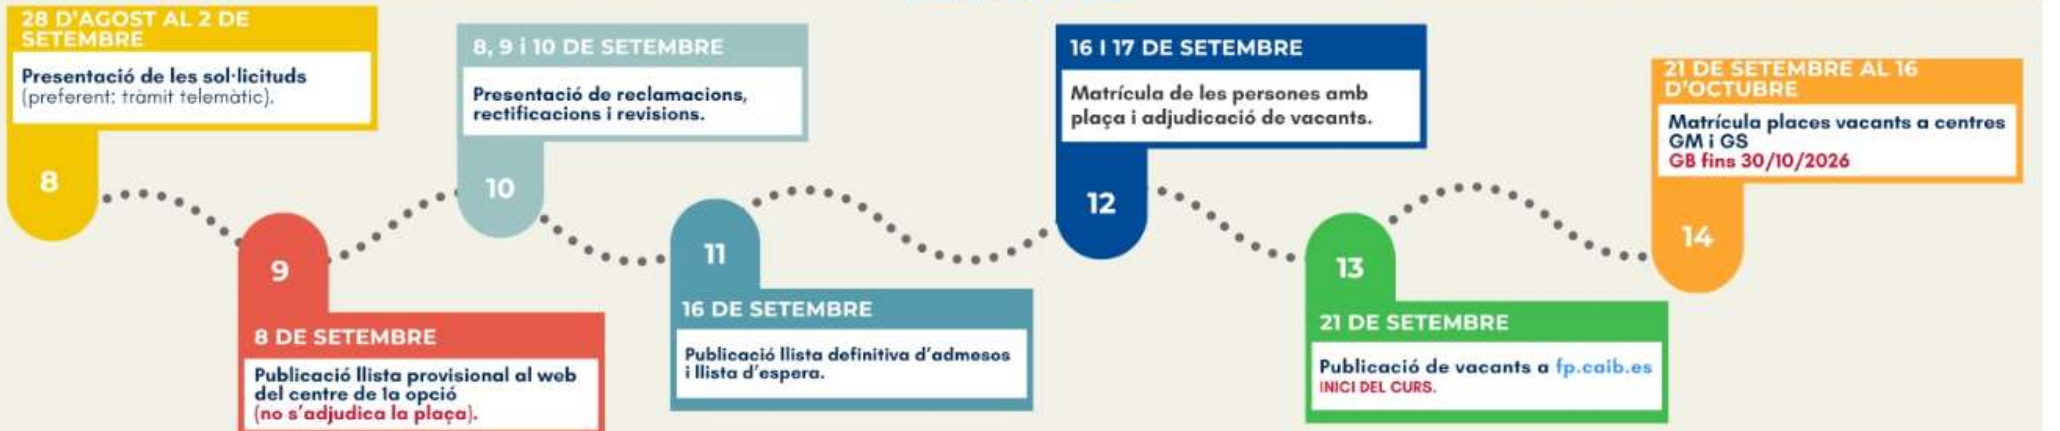 28 D'AGOST AL 2 DE
SETEMBRE
Presentació de les sol·licituds
(preferent: tràmit telemàtic).
8
9
8 DE SETEMBRE
Publicació llista provisional al web
del centre de 1a opció
(no s'adjudica la plaça).
8, 9 i 10 DE SETEMBRE
Presentació de reclamacions,
rectificacions i revisions.
10
11
16 DE SETEMBRE
Publicació llista definitiva d'admesos
i llista d'espera.
16 I 17 DE SETEMBRE
Matrícula de les persones amb
plaça i adjudicació de vacants.
12
13
21 DE SETEMBRE
Publicació de vacants a fp.caib.es
INICI DEL CURS.
21 DE SETEMBRE AL 16
D'OCTUBRE
Matrícula places vacants a centres
GM i GS
GB fins 30/10/2026
14